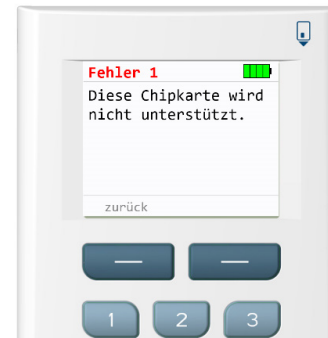 Fehler 1
Diese Chipkarte wird
nicht unterstützt.
zurück
1 2 3